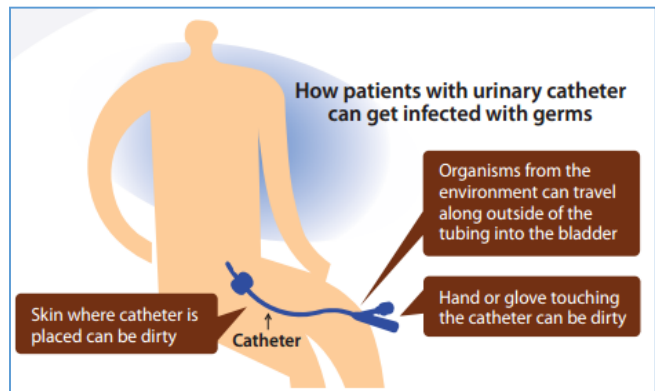 How patients with urinary catheter
can get infected with germs
Organisms from the
environment can travel
along outside of the
tubing into the bladder
Hand or glove touching
the catheter can be dirty
Skin where catheter is
placed can be dirty
Catheter